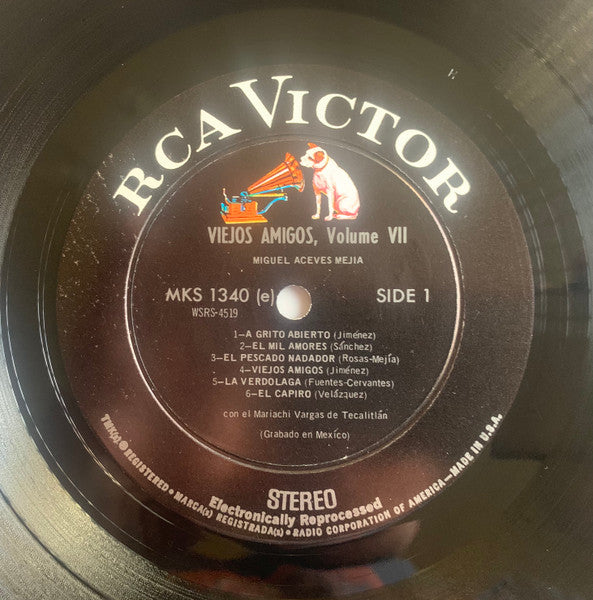 RCA VICTOR
VIEJOS AMIGOS, Volume VII
MIGUEL ACEVES MEJIA
MKS 1340 (e)
SIDE 1
WSRS-4519
1—A GRITO ABIERTO (Jiménez)
2—EL MIL AMORES (Sánchez)
3—EL PESCADO NADADOR (Rosas-Mejía)
4—VIEJOS AMIGOS (Jiménez)
5—LA VERDOLAGA (Fuentes-Cervantes)
6—EL CAPIRO (Velázquez)
con el Mariachi Vargas de Tecalitlán
(Grabado en México)
STEREO
Electronically Reprocessed
TMK(s) ® REGISTERED • MARCA(s) REGISTRADA(s) • RADIO CORPORATION OF AMERICA—MADE IN U.S.A.